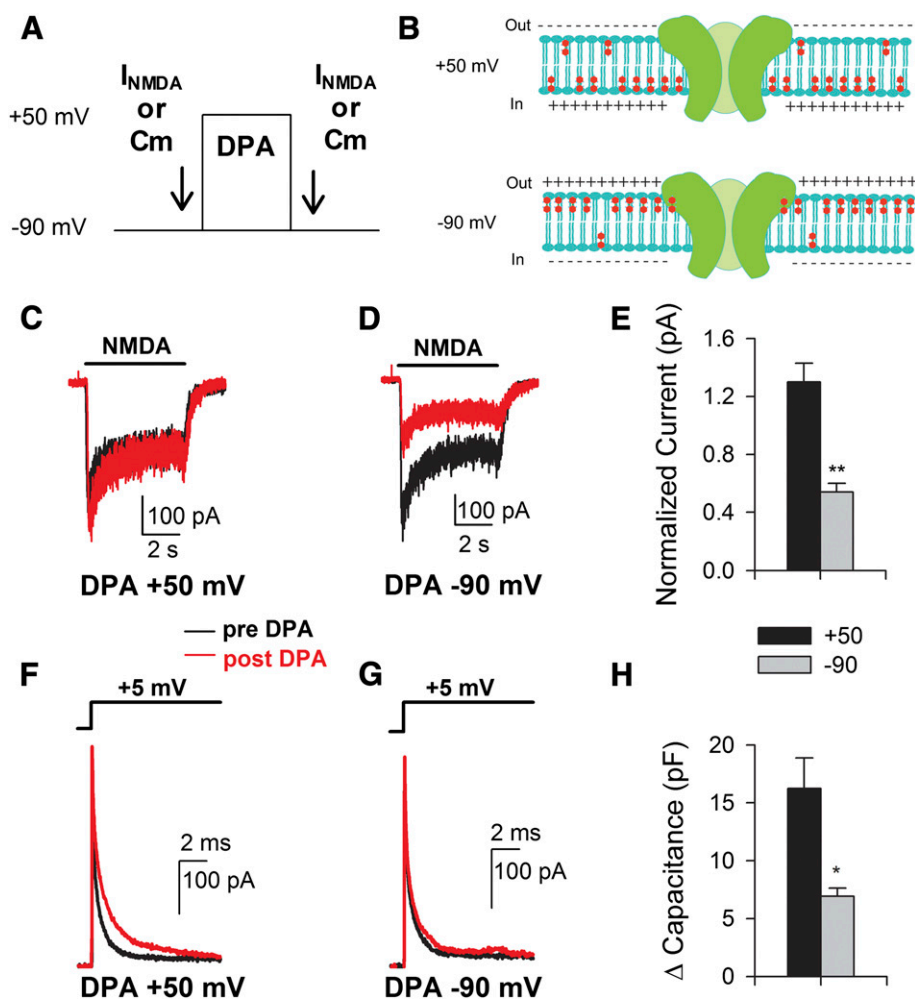 A
I NMDA
or
Cm
I NMDA
or
Cm
+50 mV
DPA
-90 mV
B
Out
+50 mV
In
+++++++++++
+++++++++++
Out
+++++++++++
+++++++++++
-90 mV
In
C
NMDA
100 pA
2 s
DPA +50 mV
D
NMDA
100 pA
2 s
DPA -90 mV
E
Normalized Current (pA)
1.6
1.2
0.8
0.4
0.0
**
pre DPA
post DPA
+50
-90
F
+5 mV
2 ms
100 pA
DPA +50 mV
G
+5 mV
2 ms
100 pA
DPA -90 mV
H
Δ Capacitance (pF)
20
15
10
5
0
*